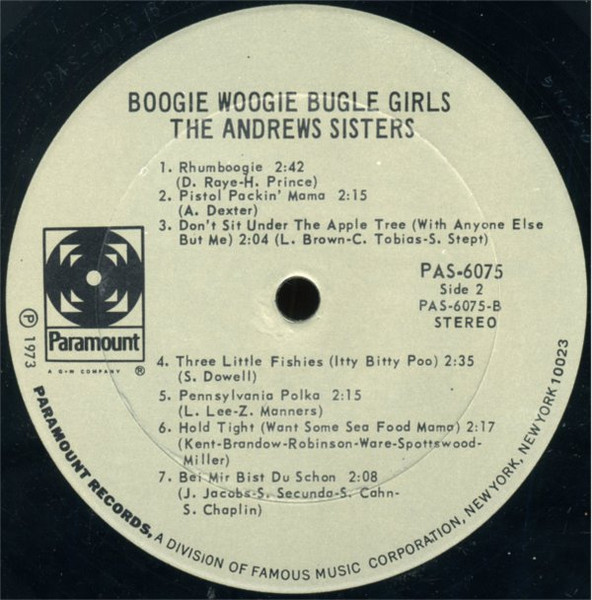 BOOGIE WOOGIE BUGLE GIRLS
THE ANDREWS SISTERS
1. Rhumboogie 2:42
(D. Raye-H. Prince)
2. Pistol Packin' Mama 2:15
(A. Dexter)
3. Don't Sit Under The Apple Tree (With Anyone Else
But Me) 2:04 (L. Brown-C. Tobias-S. Stept)
PAS-6075
Side 2
PAS-6075-B
STEREO
Paramount
A G+W COMPANY ®
Ⓟ 1973
4. Three Little Fishies (Itty Bitty Poo) 2:35
(S. Dowell)
5. Pennsylvania Polka 2:15
(L. Lee-Z. Manners)
6. Hold Tight (Want Some Sea Food Mama) 2:17
(Kent-Brandow-Robinson-Ware-Spottswood-
Miller)
7. Bei Mir Bist Du Schon 2:08
(J. Jacobs-S. Secunda-S. Cahn-
S. Chaplin)
PARAMOUNT RECORDS, A DIVISION OF FAMOUS MUSIC CORPORATION, NEW YORK, NEW YORK 10023